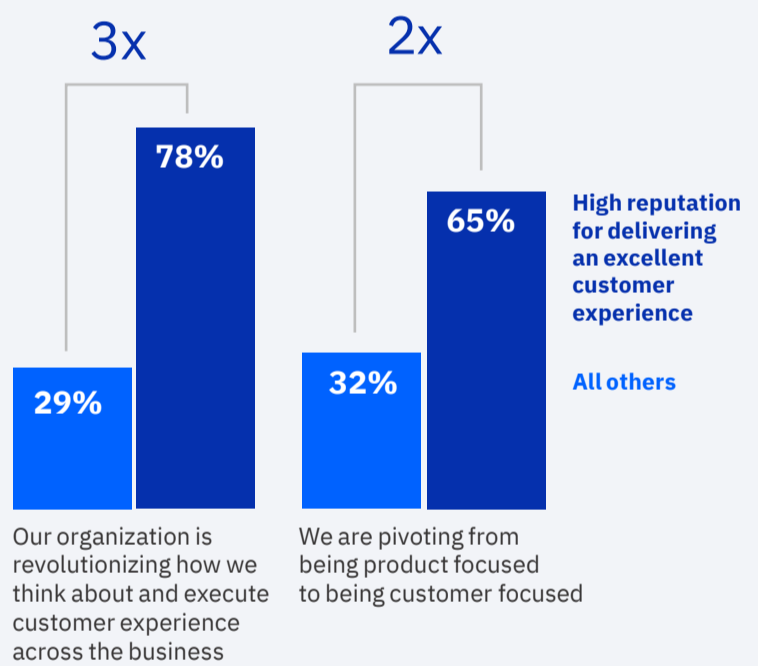 3x
2x
78%
65%
29%
32%
High reputation
for delivering
an excellent
customer
experience
All others
Our organization is
revolutionizing how we
think about and execute
customer experience
across the business
We are pivoting from
being product focused
to being customer focused